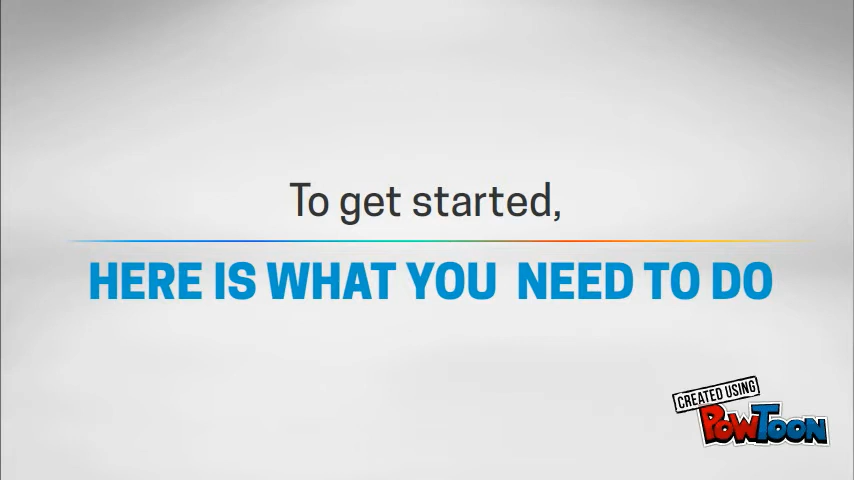 To get started,
HERE IS WHAT YOU  NEED TO DO
CREATED USING
POWTOON